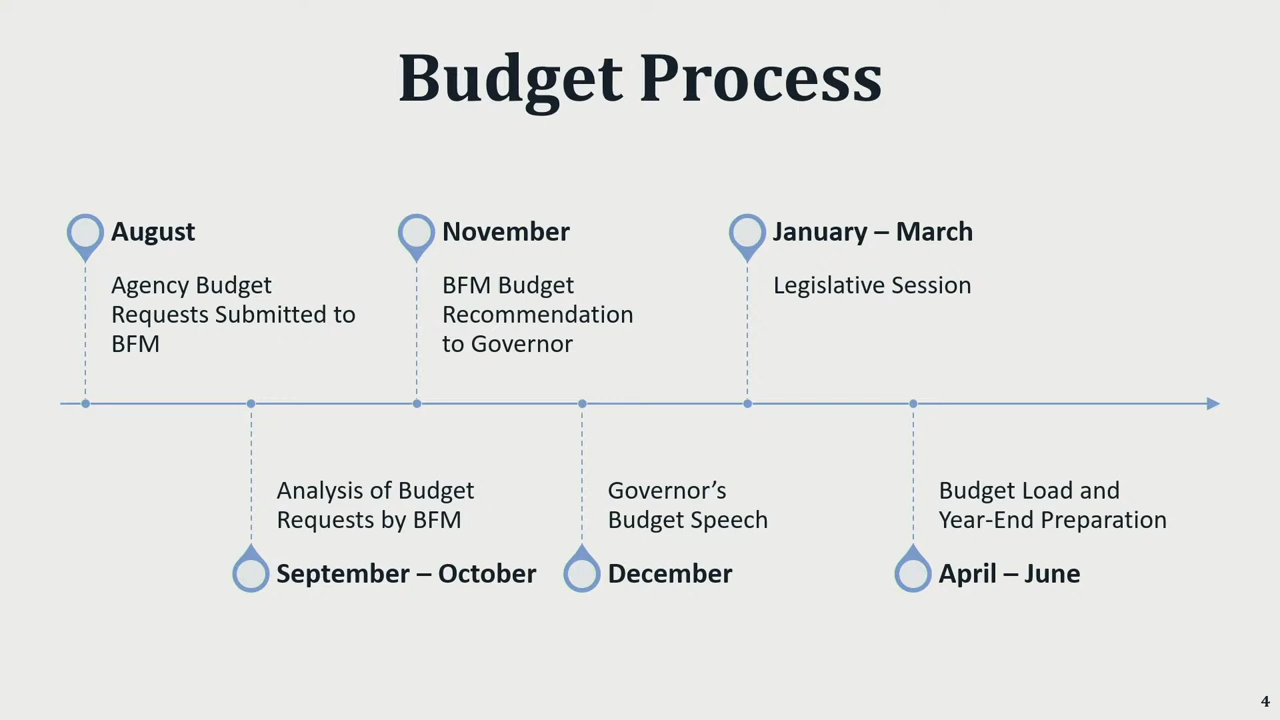 Budget Process
August
Agency Budget
Requests Submitted to
BFM
Analysis of Budget
Requests by BFM
September – October
November
BFM Budget
Recommendation
to Governor
Governor’s
Budget Speech
December
January – March
Legislative Session
Budget Load and
Year-End Preparation
April – June
4